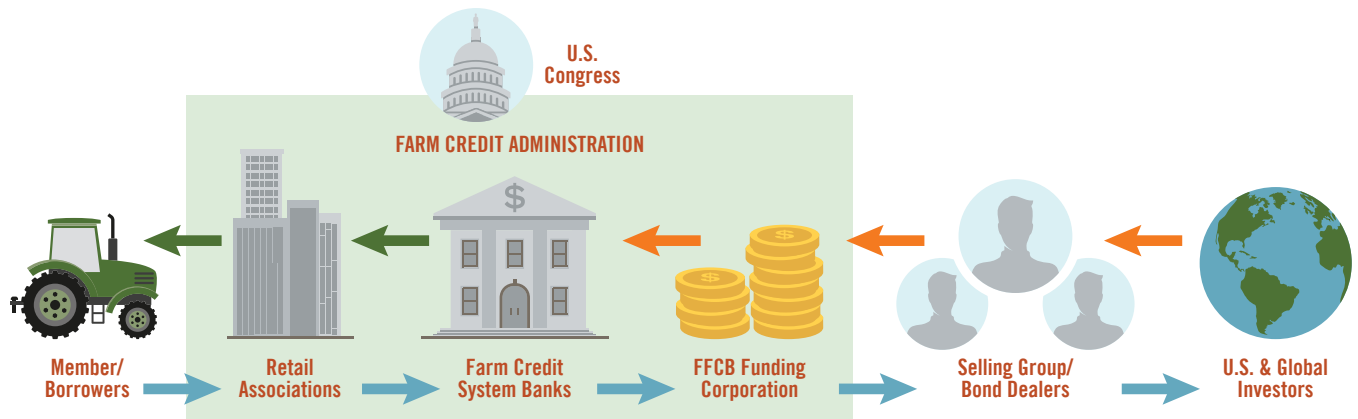 U.S.
Congress
FARM CREDIT ADMINISTRATION
$
$
$
Member/
Borrowers
Retail
Associations
Farm Credit
System Banks
FFCB Funding
Corporation
Selling Group/
Bond Dealers
U.S. & Global
Investors